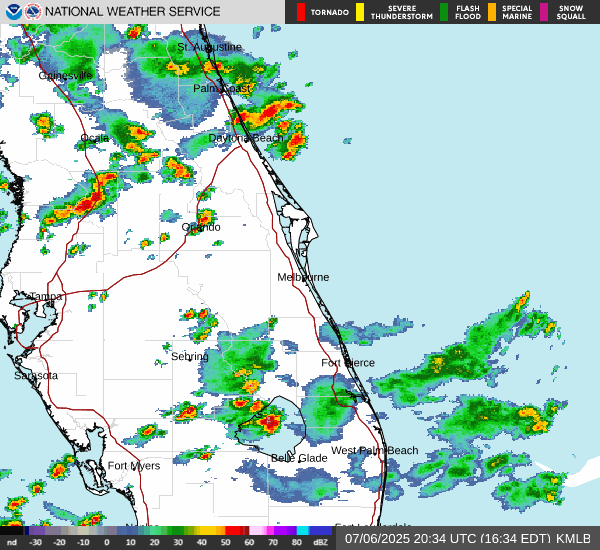 NATIONAL WEATHER SERVICE
TORNADO
SEVERE THUNDERSTORM
FLASH FLOOD
SPECIAL MARINE
SNOW SQUALL
St. Augustine
Gainesville
Palm Coast
Ocala
Daytona Beach
Orlando
Melbourne
Tampa
Sebring
Fort Pierce
Sarasota
West Palm Beach
Belle Glade
Fort Myers
Fort Lauderdale
nd -30 -20 -10 0 10 20 30 40 50 60 70 80 dBZ
07/06/2025 20:34 UTC (16:34 EDT) KMLB